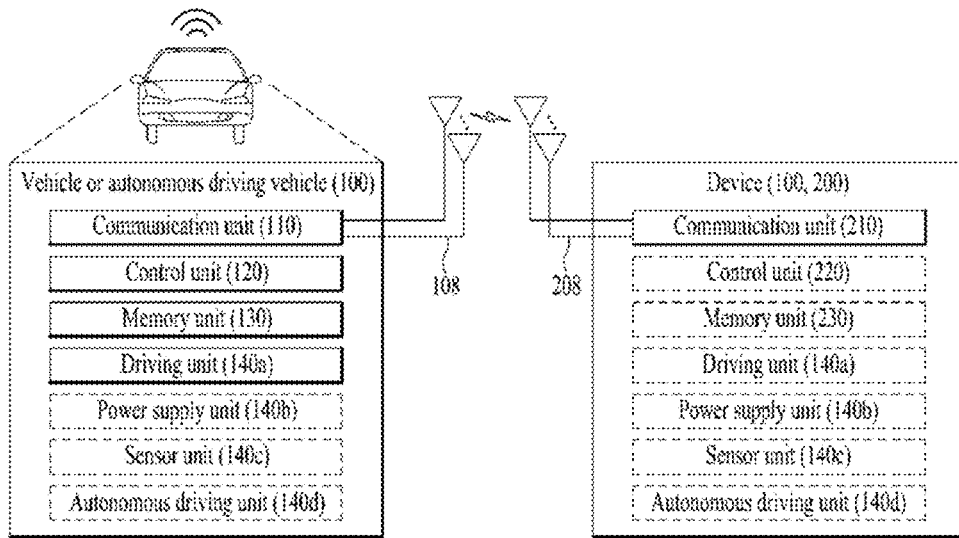 Vehicle or autonomous driving vehicle (100)
Communication unit (110)
Control unit (120)
Memory unit (130)
Driving unit (140a)
Power supply unit (140b)
Sensor unit (140c)
Autonomous driving unit (140d)
108
208
Device (100, 200)
Communication unit (210)
Control unit (220)
Memory unit (230)
Driving unit (140a)
Power supply unit (140b)
Sensor unit (140c)
Autonomous driving unit (140d)